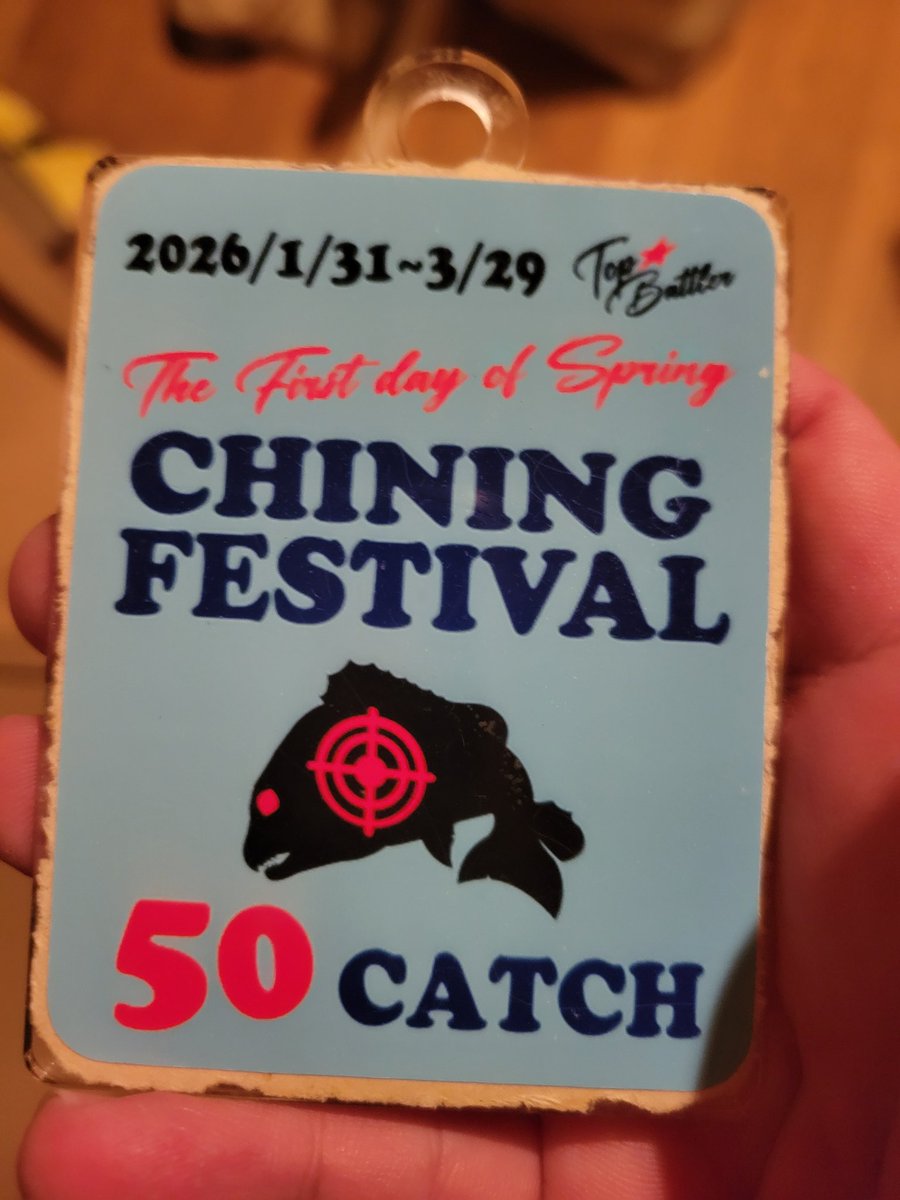 2026/1/31~3/29
Top Battler
The First day of Spring
CHINING
FESTIVAL
50 CATCH